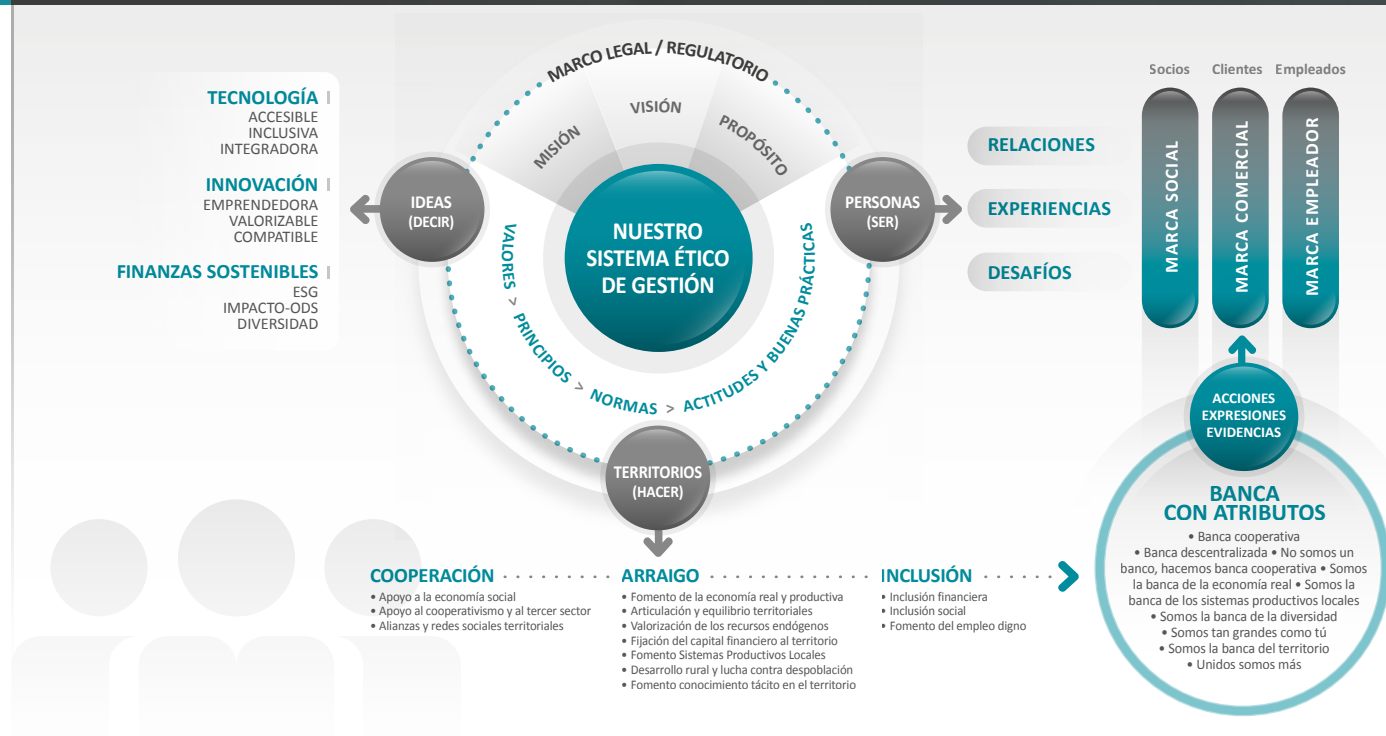 MARCO LEGAL / REGULATORIO
MISIÓN
VISIÓN
PROPÓSITO
NUESTRO
SISTEMA ÉTICO
DE GESTIÓN
VALORES > PRINCIPIOS > NORMAS > ACTITUDES Y BUENAS PRÁCTICAS
IDEAS
(DECIR)
TECNOLOGÍA
ACCESIBLE
INCLUSIVA
INTEGRADORA
INNOVACIÓN
EMPRENDEDORA
VALORIZABLE
COMPATIBLE
FINANZAS SOSTENIBLES
ESG
IMPACTO-ODS
DIVERSIDAD
PERSONAS
(SER)
RELACIONES
EXPERIENCIAS
DESAFÍOS
TERRITORIOS
(HACER)
COOPERACIÓN
• Apoyo a la economía social
• Apoyo al cooperativismo y al tercer sector
• Alianzas y redes sociales territoriales
ARRAIGO
• Fomento de la economía real y productiva
• Articulación y equilibrio territoriales
• Valorización de los recursos endógenos
• Fijación del capital financiero al territorio
• Fomento Sistemas Productivos Locales
• Desarrollo rural y lucha contra despoblación
• Fomento conocimiento tácito en el territorio
INCLUSIÓN
• Inclusión financiera
• Inclusión social
• Fomento del empleo digno
Socios
Clientes
Empleados
MARCA SOCIAL
MARCA COMERCIAL
MARCA EMPLEADOR
ACCIONES
EXPRESIONES
EVIDENCIAS
BANCA
CON ATRIBUTOS
• Banca cooperativa
• Banca descentralizada • No somos un
banco, hacemos banca cooperativa • Somos
la banca de la economía real • Somos la
banca de los sistemas productivos locales
• Somos la banca de la diversidad
• Somos tan grandes como tú
• Somos la banca del territorio
• Unidos somos más